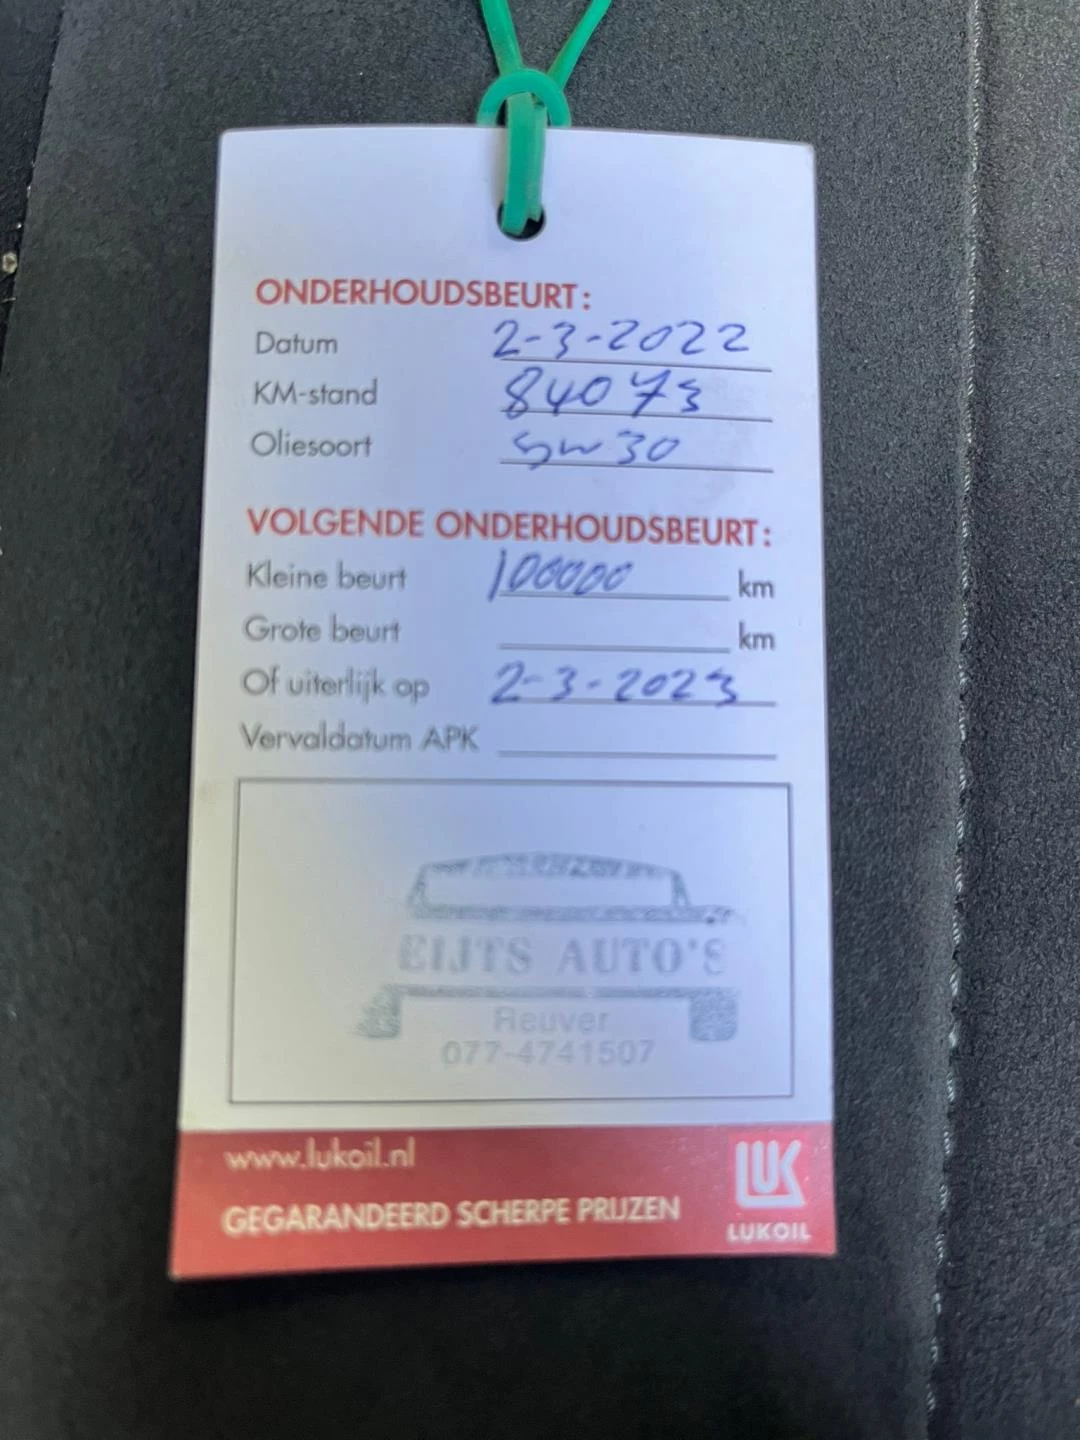 ONDERHOUDSBEURT:
Datum 2-3-2022
KM-stand 84073
Oliesoort 5w30
VOLGENDE ONDERHOUDSBEURT:
Kleine beurt 100000 km
Grote beurt km
Of uiterlijk op 2-3-2023
Vervaldatum APK
EIJTS AUTO'S
Reuver
077-4741507
www.lukoil.nl
GEGARANDEERD SCHERPE PRIJZEN
LUK
LUKOIL